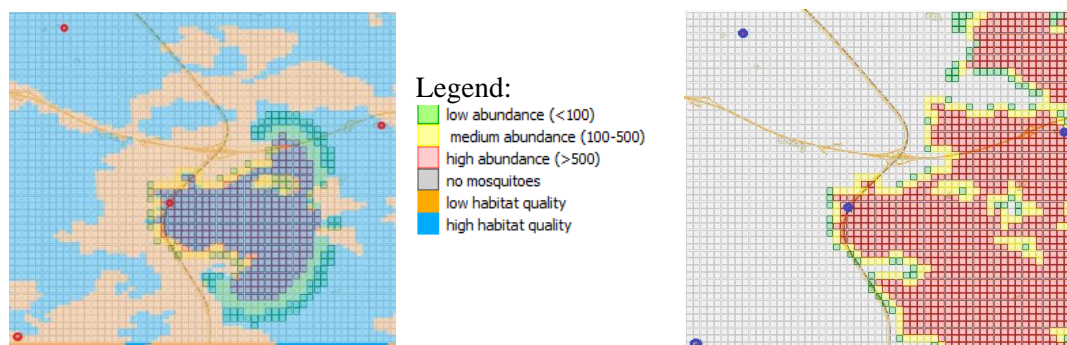 Legend:
low abundance (<100)
medium abundance (100-500)
high abundance (>500)
no mosquitoes
low habitat quality
high habitat quality